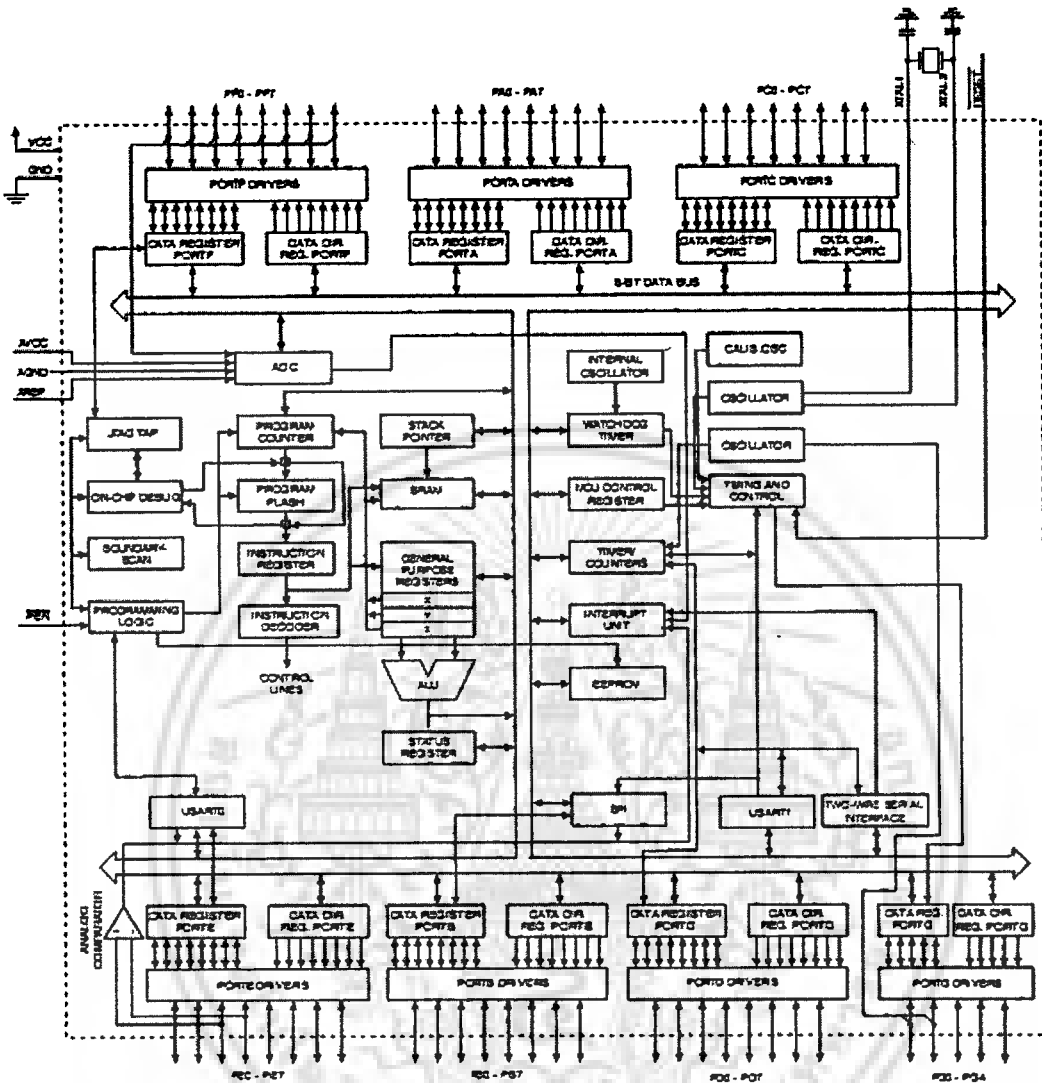 XTAL1
XTAL2
RESET
PF0 - PF7
PA0 - PA7
PC0 - PC7
VCC
GND
PORTF DRIVERS
PORTA DRIVERS
PORTC DRIVERS
DATA REGISTER
PORTF
DATA DIR.
REG. PORTF
DATA REGISTER
PORTA
DATA DIR.
REG. PORTA
DATA REGISTER
PORTC
DATA DIR.
REG. PORTC
8-BIT DATA BUS
AVCC
AGND
AREF
ADC
INTERNAL
OSCILLATOR
CALIB. OSC
OSCILLATOR
JTAG TAP
PROGRAM
COUNTER
STACK
POINTER
WATCHDOG
TIMER
OSCILLATOR
ON-CHIP DEBUG
PROGRAM
FLASH
SRAM
MCU CONTROL
REGISTER
TIMING AND
CONTROL
BOUNDARY-
SCAN
INSTRUCTION
REGISTER
GENERAL
PURPOSE
REGISTERS
X
Y
Z
TIMER/
COUNTERS
PEN
PROGRAMMING
LOGIC
INSTRUCTION
DECODER
INTERRUPT
UNIT
CONTROL
LINES
ALU
EEPROM
STATUS
REGISTER
USART0
SPI
USART1
TWO-WIRE SERIAL
INTERFACE
ANALOG
COMPARATOR
DATA REGISTER
PORTE
DATA DIR.
REG. PORTE
DATA REGISTER
PORTB
DATA DIR.
REG. PORTB
DATA REGISTER
PORTD
DATA DIR.
REG. PORTD
DATA REG.
PORTG
DATA DIR.
REG. PORTG
PORTE DRIVERS
PORTB DRIVERS
PORTD DRIVERS
PORTG DRIVERS
PE0 - PE7
PB0 - PB7
PD0 - PD7
PG0 - PG4